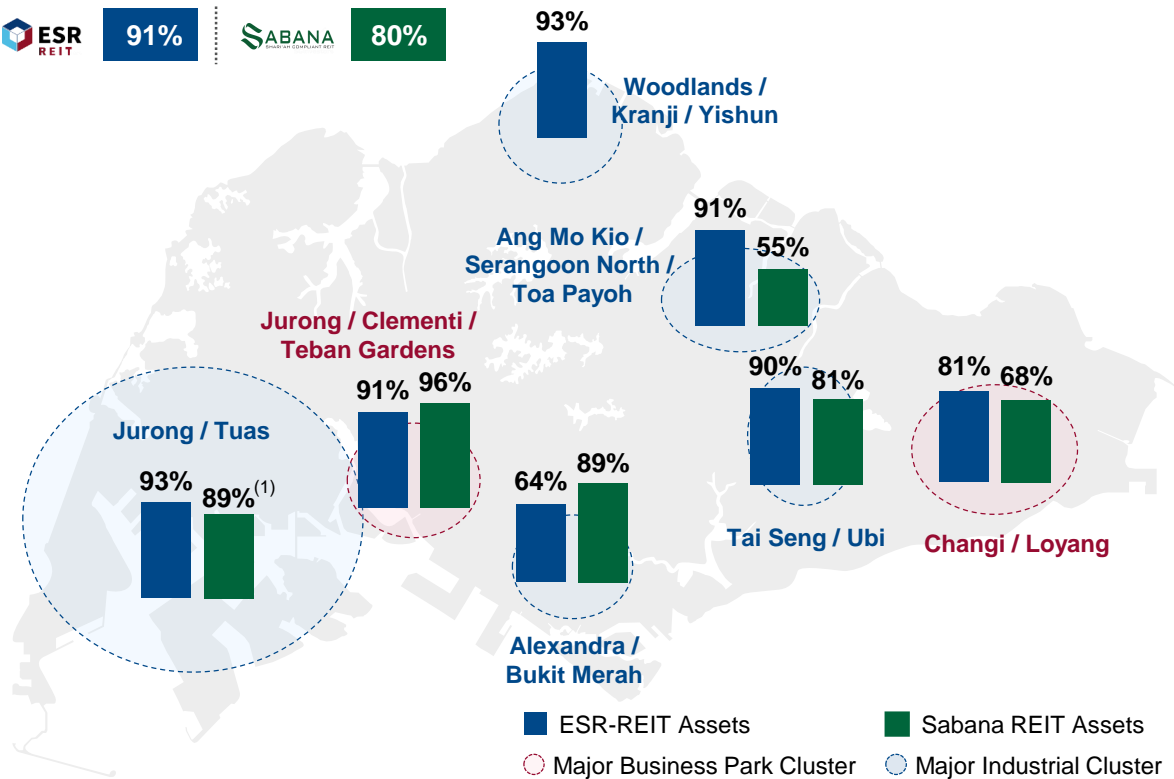 ESR
REIT
91%
SABANA
SHARI'AH COMPLIANT REIT
80%
93%
Woodlands /
Kranji / Yishun
91%
55%
Ang Mo Kio /
Serangoon North /
Toa Payoh
Jurong / Clementi /
Teban Gardens
91%
96%
90%
81%
81%
68%
Jurong / Tuas
93%
89%(1)
64%
89%
Tai Seng / Ubi
Changi / Loyang
Alexandra /
Bukit Merah
ESR-REIT Assets
Sabana REIT Assets
Major Business Park Cluster
Major Industrial Cluster